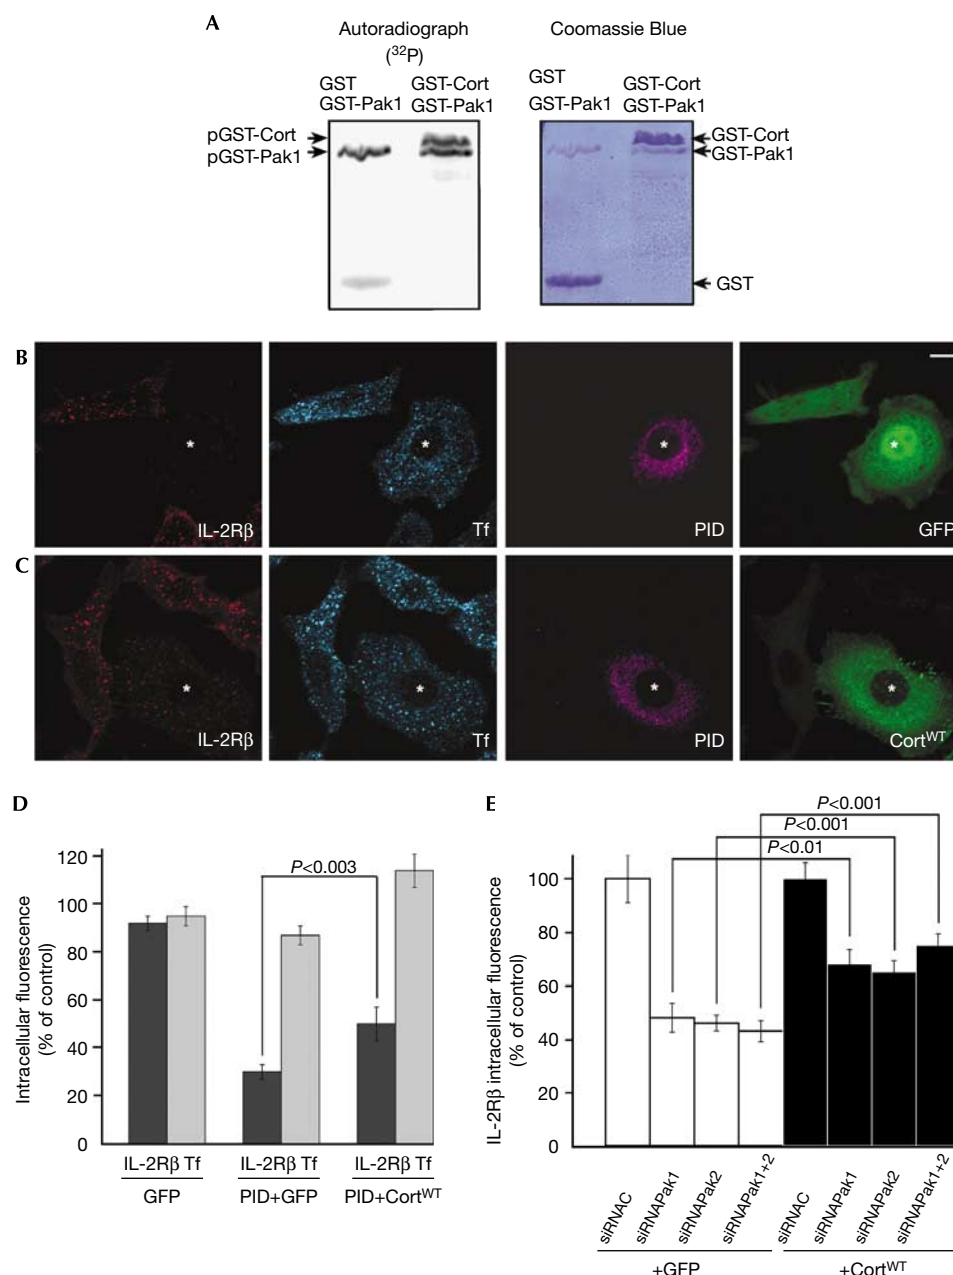 A
Autoradiograph
(32P)
Coomassie Blue
GST
GST-Pak1
GST-Cort
GST-Pak1
GST
GST-Pak1
GST-Cort
GST-Pak1
pGST-Cort
pGST-Pak1
GST-Cort
GST-Pak1
GST
B
*
IL-2Rβ
*
Tf
*
PID
*
GFP
C
*
IL-2Rβ
*
Tf
*
PID
*
CortWT
D
Intracellular fluorescence
(% of control)
120
100
80
60
40
20
0
P<0.003
IL-2Rβ Tf
IL-2Rβ Tf
IL-2Rβ Tf
GFP
PID+GFP
PID+CortWT
E
IL-2Rβ intracellular fluorescence
(% of control)
100
80
60
40
20
0
P<0.001
P<0.001
P<0.01
siRNAC
siRNAPak1
siRNAPak2
siRNAPak1+2
siRNAC
siRNAPak1
siRNAPak2
siRNAPak1+2
+GFP
+CortWT